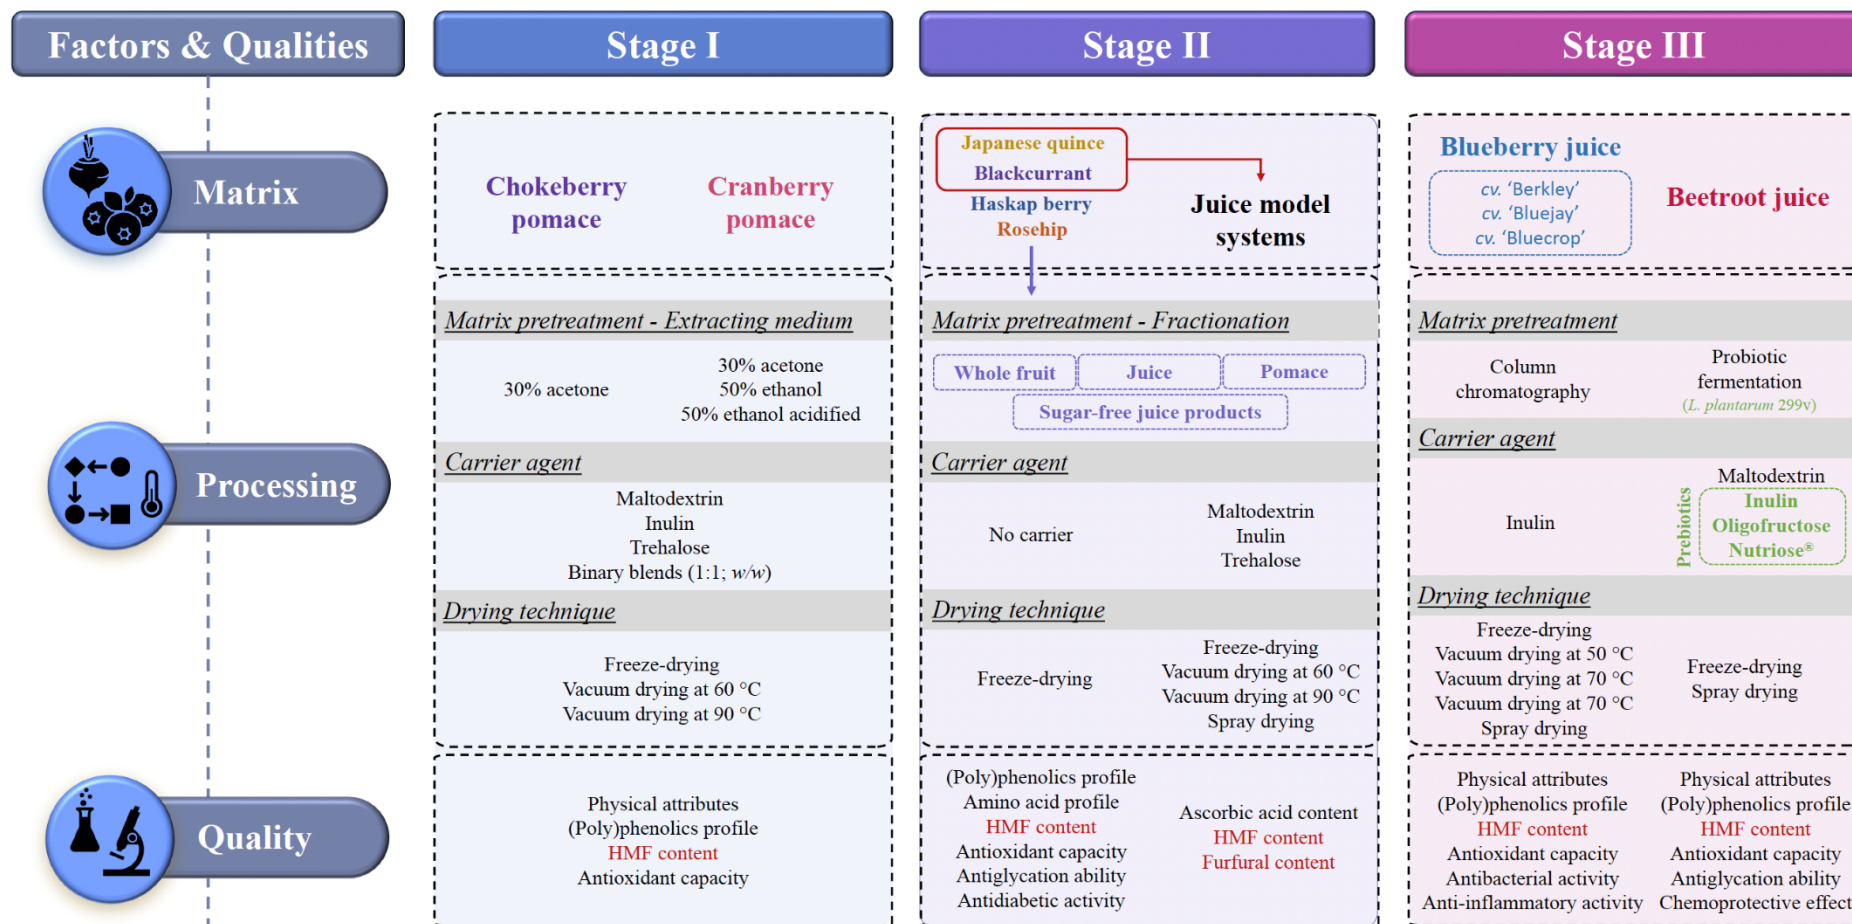 Factors & Qualities
Stage I
Stage II
Stage III
Matrix
Chokeberry
pomace
Cranberry
pomace
Japanese quince
Blackcurrant
Haskap berry
Rosehip
Juice model
systems
Blueberry juice
cv. ‘Berkley’
cv. ‘Bluejay’
cv. ‘Bluecrop’
Beetroot juice
Processing
Matrix pretreatment - Extracting medium
30% acetone
30% acetone
50% ethanol
50% ethanol acidified
Carrier agent
Maltodextrin
Inulin
Trehalose
Binary blends (1:1; w/w)
Drying technique
Freeze-drying
Vacuum drying at 60 °C
Vacuum drying at 90 °C
Matrix pretreatment - Fractionation
Whole fruit
Juice
Pomace
Sugar-free juice products
Carrier agent
No carrier
Maltodextrin
Inulin
Trehalose
Drying technique
Freeze-drying
Freeze-drying
Vacuum drying at 60 °C
Vacuum drying at 90 °C
Spray drying
Matrix pretreatment
Column
chromatography
Probiotic
fermentation
(L. plantarum 299v)
Carrier agent
Inulin
Prebiotics
Maltodextrin
Inulin
Oligofructose
Nutriose®
Drying technique
Freeze-drying
Vacuum drying at 50 °C
Vacuum drying at 70 °C
Vacuum drying at 70 °C
Spray drying
Freeze-drying
Spray drying
Quality
Physical attributes
(Poly)phenolics profile
HMF content
Antioxidant capacity
(Poly)phenolics profile
Amino acid profile
HMF content
Antioxidant capacity
Antiglycation ability
Antidiabetic activity
Ascorbic acid content
HMF content
Furfural content
Physical attributes
(Poly)phenolics profile
HMF content
Antioxidant capacity
Antibacterial activity
Anti-inflammatory activity
Physical attributes
(Poly)phenolics profile
HMF content
Antioxidant capacity
Antiglycation ability
Chemoprotective effect